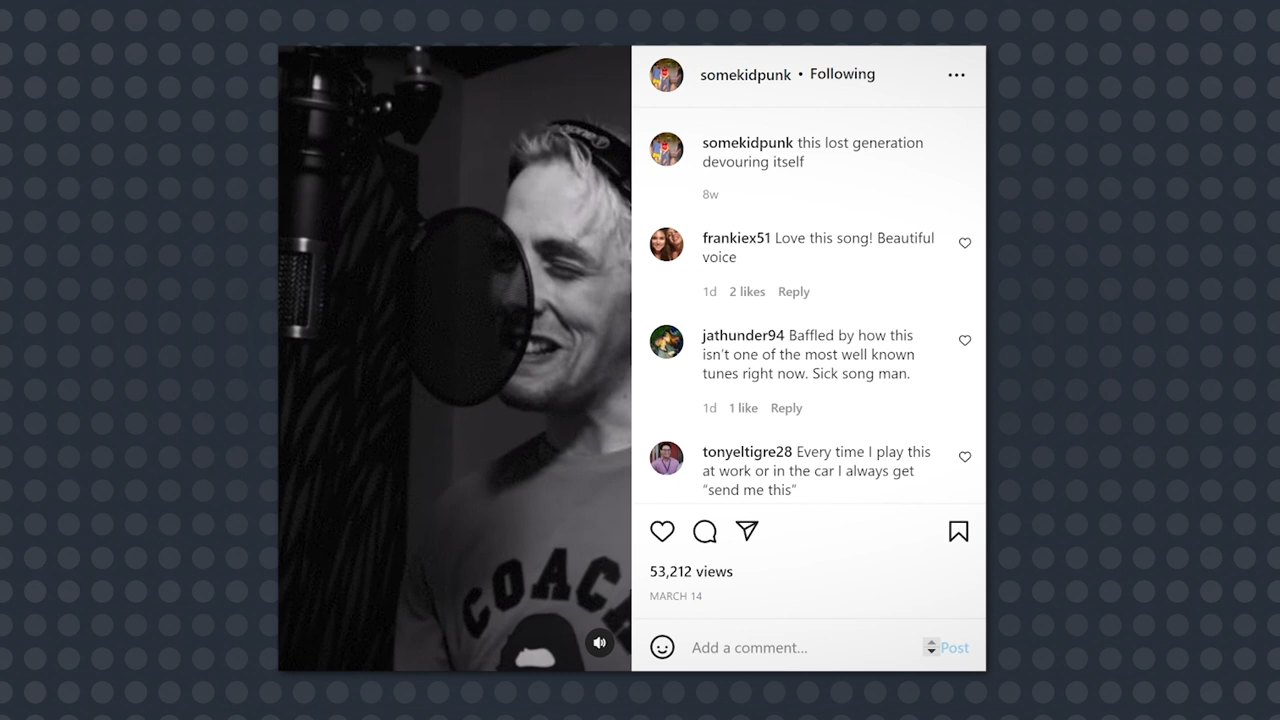 somekidpunk • Following
somekidpunk this lost generation
devouring itself
8w
frankiex51 Love this song! Beautiful
voice
1d 2 likes Reply
jathunder94 Baffled by how this
isn't one of the most well known
tunes right now. Sick song man.
1d 1 like Reply
tonyeltigre28 Every time I play this
at work or in the car I always get
"send me this"
53,212 views
MARCH 14
Add a comment...
Post
COACH